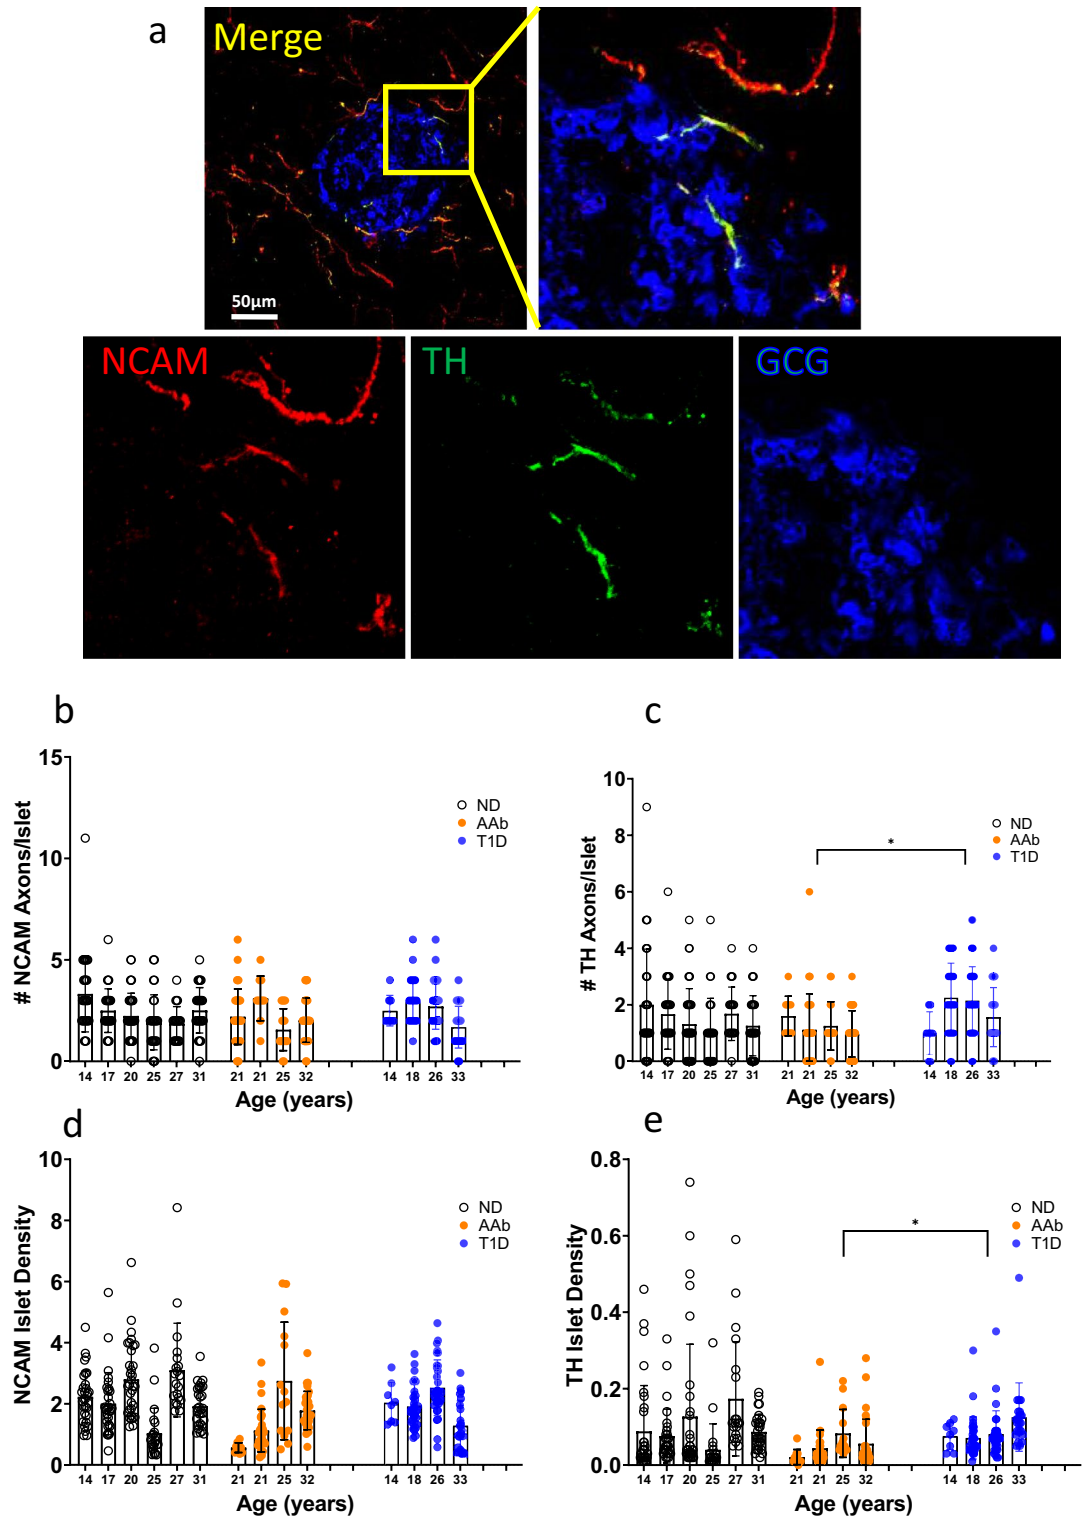 a
Merge
50μm
NCAM
TH
GCG
b
# NCAM Axons/Islet
15
10
5
0
ND
AAb
T1D
14 17 20 25 27 31 21 21 25 32 14 18 26 33
Age (years)
c
# TH Axons/Islet
10
8
6
4
2
0
*
ND
AAb
T1D
14 17 20 25 27 31 21 21 25 32 14 18 26 33
Age (years)
d
NCAM Islet Density
10
8
6
4
2
0
ND
AAb
T1D
14 17 20 25 27 31 21 21 25 32 14 18 26 33
Age (years)
e
TH Islet Density
0.8
0.6
0.4
0.2
0.0
*
ND
AAb
T1D
14 17 20 25 27 31 21 21 25 32 14 18 26 33
Age (years)